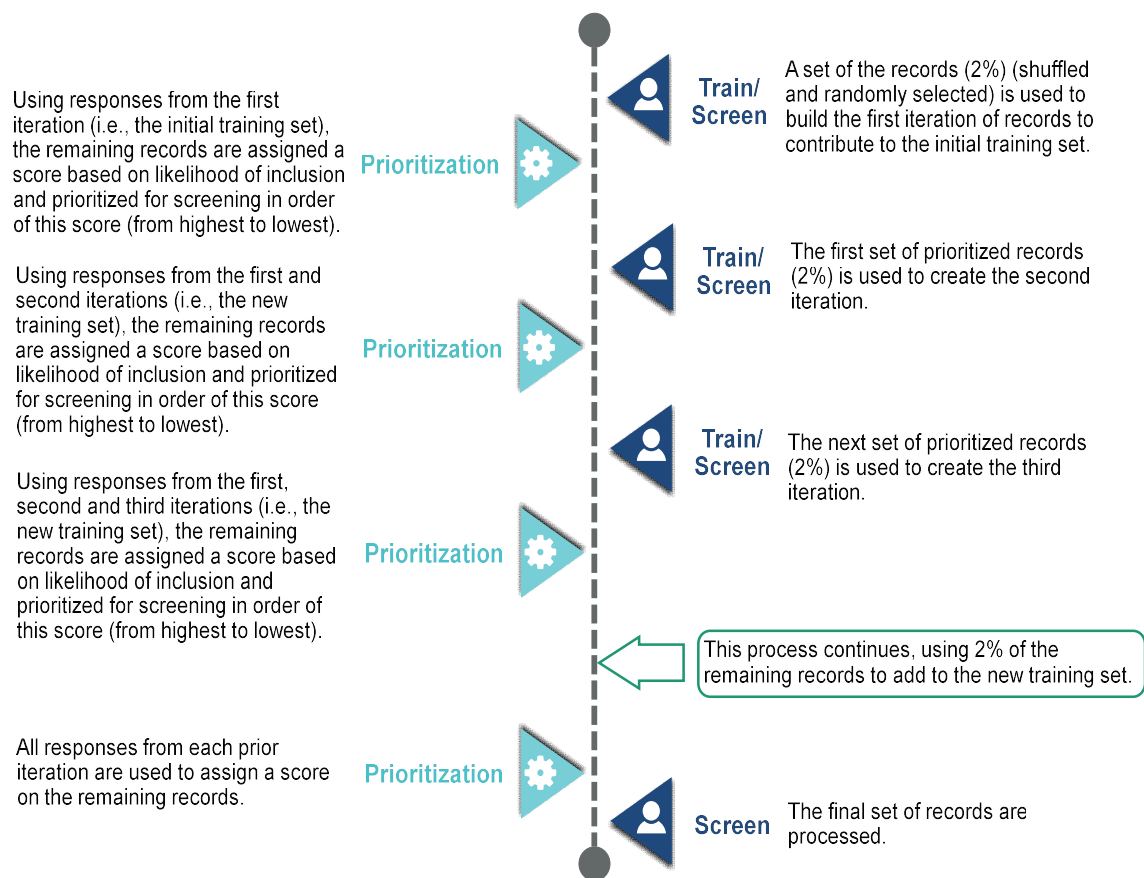 Train/
Screen
A set of the records (2%) (shuffled
and randomly selected) is used to
build the first iteration of records to
contribute to the initial training set.
Using responses from the first
iteration (i.e., the initial training set),
the remaining records are assigned a
score based on likelihood of inclusion
and prioritized for screening in order
of this score (from highest to lowest).
Prioritization
Train/
Screen
The first set of prioritized records
(2%) is used to create the second
iteration.
Using responses from the first and
second iterations (i.e., the new
training set), the remaining records
are assigned a score based on
likelihood of inclusion and prioritized
for screening in order of this score
(from highest to lowest).
Prioritization
Train/
Screen
The next set of prioritized records
(2%) is used to create the third
iteration.
Using responses from the first,
second and third iterations (i.e., the
new training set), the remaining
records are assigned a score based
on likelihood of inclusion and
prioritized for screening in order of
this score (from highest to lowest).
Prioritization
This process continues, using 2% of the
remaining records to add to the new training set.
All responses from each prior
iteration are used to assign a score
on the remaining records.
Prioritization
Screen
The final set of records are
processed.